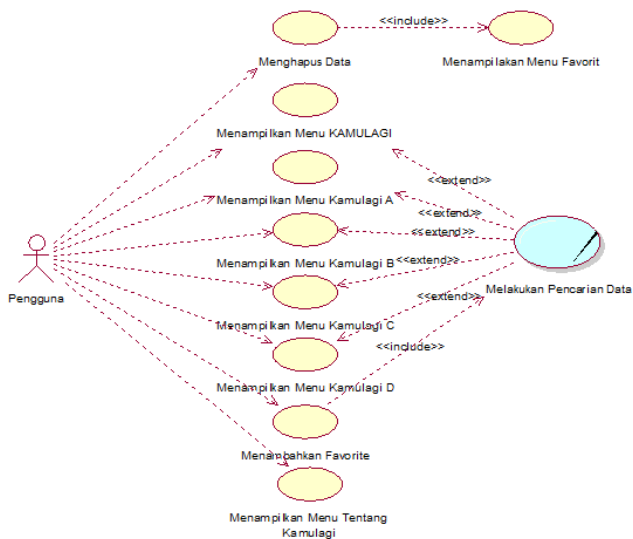 <<include>>
Menghapus Data
Menampilakan Menu Favorit
Menampilkan Menu KAMULAGI
<<extend>>
Menampilkan Menu Kamulagi A
<<extend>>
<<extend>>
Menampilkan Menu Kamulagi B
<<extend>>
Pengguna
Melakukan Pencarian Data
<<extend>>
Menampilkan Menu Kamulagi C
<<include>>
Menampilkan Menu Kamulagi D
Menambahkan Favorite
Menampilkan Menu Tentang
Kamulagi